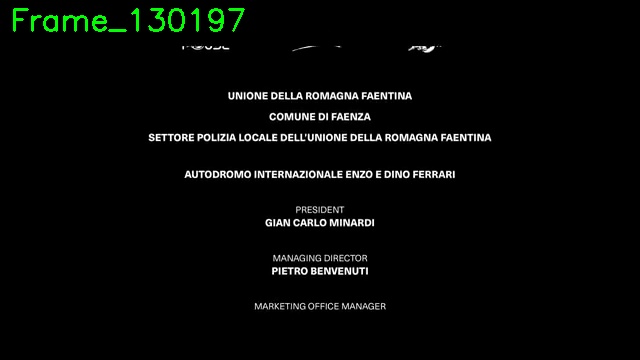 Frame_130197
UNIONE DELLA ROMAGNA FAENTINA
COMUNE DI FAENZA
SETTORE POLIZIA LOCALE DELL'UNIONE DELLA ROMAGNA FAENTINA
AUTODROMO INTERNAZIONALE ENZO E DINO FERRARI
PRESIDENT
GIAN CARLO MINARDI
MANAGING DIRECTOR
PIETRO BENVENUTI
MARKETING OFFICE MANAGER